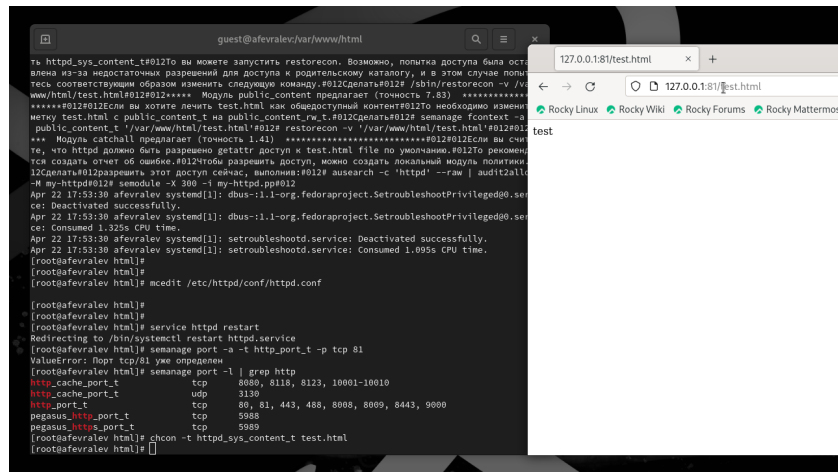 guest@afevralev:/var/www/html
ть httpd_sys_content_t#012То вы можете запустить restorecon. Возможно, попытка доступа была оста
влена из-за недостаточных разрешений для доступа к родительскому каталогу, и в этом случае попыт
тесь соответствующим образом изменить следующую команду.#012Сделать#012# /sbin/restorecon -v /va
www/html/test.html#012#012***** Модуль public_content предлагает (точность 7.83)
******#012#012Если вы хотите лечить test.html как общедоступный контент#012То необходимо изменит
метку test.html с public_content_t на public_content_rw_t.#012Сделать#012# semanage fcontext -a
public_content_t '/var/www/html/test.html'#012# restorecon -v '/var/www/html/test.html'#012#012
*** Модуль catchall предлагает (точность 1.41)
те, что httpd должно быть разрешено getattr доступ к test.html file по умолчанию.#012То рекоменд
тся создать отчет об ошибке.#012Чтобы разрешить доступ, можно создать локальный модуль политики.
12Сделать#012разрешить этот доступ сейчас, выполнив:#012# ausearch -c 'httpd' --raw | audit2allo
-M my-httpd#012# semodule -X 300 -i my-httpd.pp#012
Apr 22 17:53:30 afevralev systemd[1]: dbus-:1.1-org.fedoraproject.SetroubleshootPrivileged@0.ser
ce: Deactivated successfully.
Apr 22 17:53:30 afevralev systemd[1]: dbus-:1.1-org.fedoraproject.SetroubleshootPrivileged@0.ser
ce: Consumed 1.325s CPU time.
Apr 22 17:53:30 afevralev systemd[1]: setroubleshootd.service: Deactivated successfully.
Apr 22 17:53:30 afevralev systemd[1]: setroubleshootd.service: Consumed 1.095s CPU time.
[root@afevralev html]#
[root@afevralev html]#
[root@afevralev html]# mcedit /etc/httpd/conf/httpd.conf
[root@afevralev html]#
[root@afevralev html]#
[root@afevralev html]# service httpd restart
Redirecting to /bin/systemctl restart httpd.service
[root@afevralev html]# semanage port -a -t http_port_t -p tcp 81
ValueError: Порт tcp/81 уже определен
[root@afevralev html]# semanage port -l | grep http
http_cache_port_t tcp 8080, 8118, 8123, 10001-10010
http_cache_port_t udp 3130
http_port_t tcp 80, 81, 443, 488, 8008, 8009, 8443, 9000
pegasus_http_port_t tcp 5988
pegasus_https_port_t tcp 5989
[root@afevralev html]# chcon -t httpd_sys_content_t test.html
[root@afevralev html]#
127.0.0.1:81/test.html
127.0.0.1:81/test.html
Rocky Linux Rocky Wiki Rocky Forums Rocky Mattermos
test